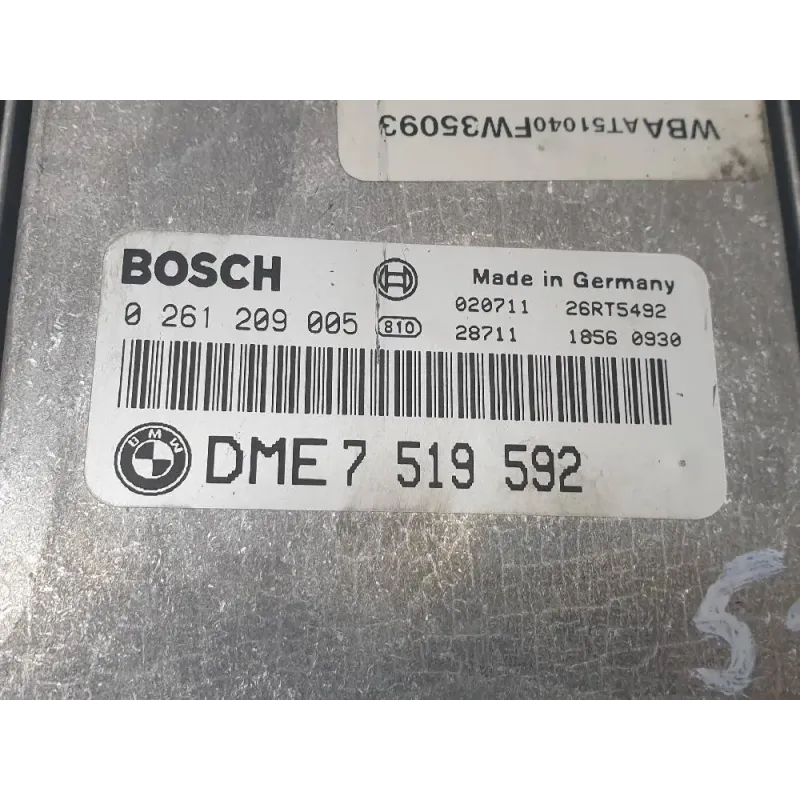 WBAAT51040FW35093
BOSCH
Made in Germany
0 261 209 005
810
020711 26RT5492
28711 1856 0930
BMW
DME 7 519 592